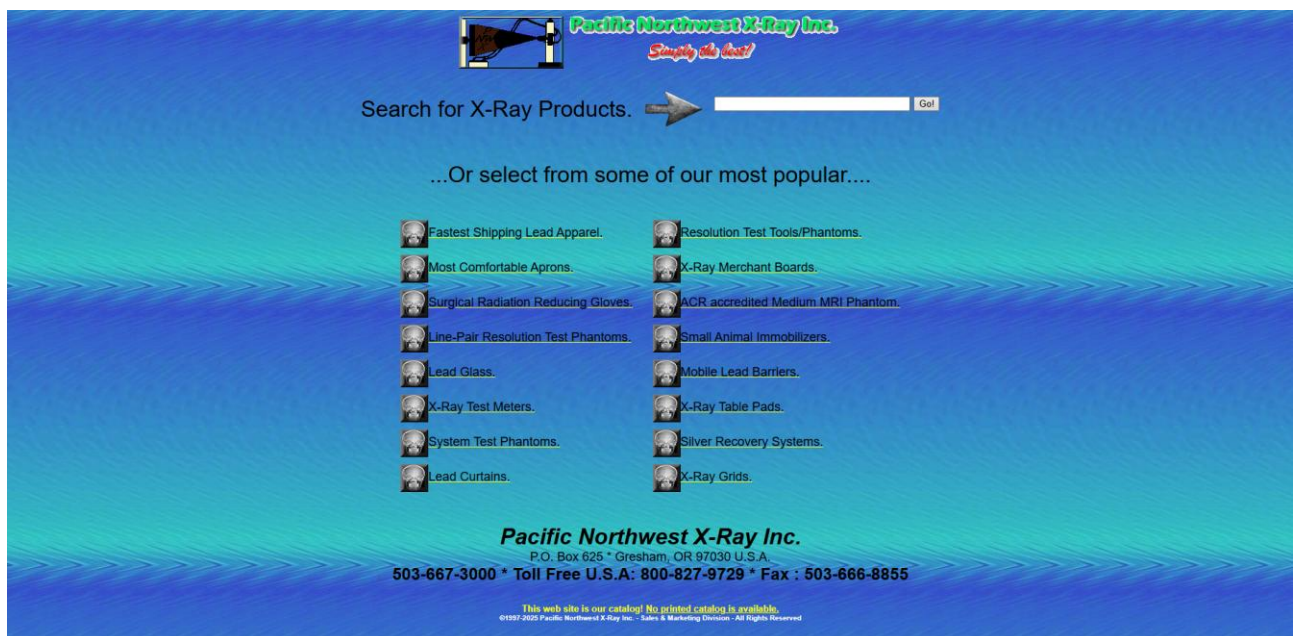 Pacific Northwest X-Ray Inc.
Simply the best!
Search for X-Ray Products.
Go!
...Or select from some of our most popular....
Fastest Shipping Lead Apparel.
Resolution Test Tools/Phantoms.
Most Comfortable Aprons.
X-Ray Merchant Boards.
Surgical Radiation Reducing Gloves.
ACR accredited Medium MRI Phantom.
Line-Pair Resolution Test Phantoms.
Small Animal Immobilizers.
Lead Glass.
Mobile Lead Barriers.
X-Ray Test Meters.
X-Ray Table Pads.
System Test Phantoms.
Silver Recovery Systems.
Lead Curtains.
X-Ray Grids.
Pacific Northwest X-Ray Inc.
P.O. Box 625 * Gresham, OR 97030 U.S.A.
503-667-3000 * Toll Free U.S.A: 800-827-9729 * Fax : 503-666-8855
This web site is our catalog! No printed catalog is available.
©1997-2025 Pacific Northwest X-Ray Inc. - Sales & Marketing Division - All Rights Reserved